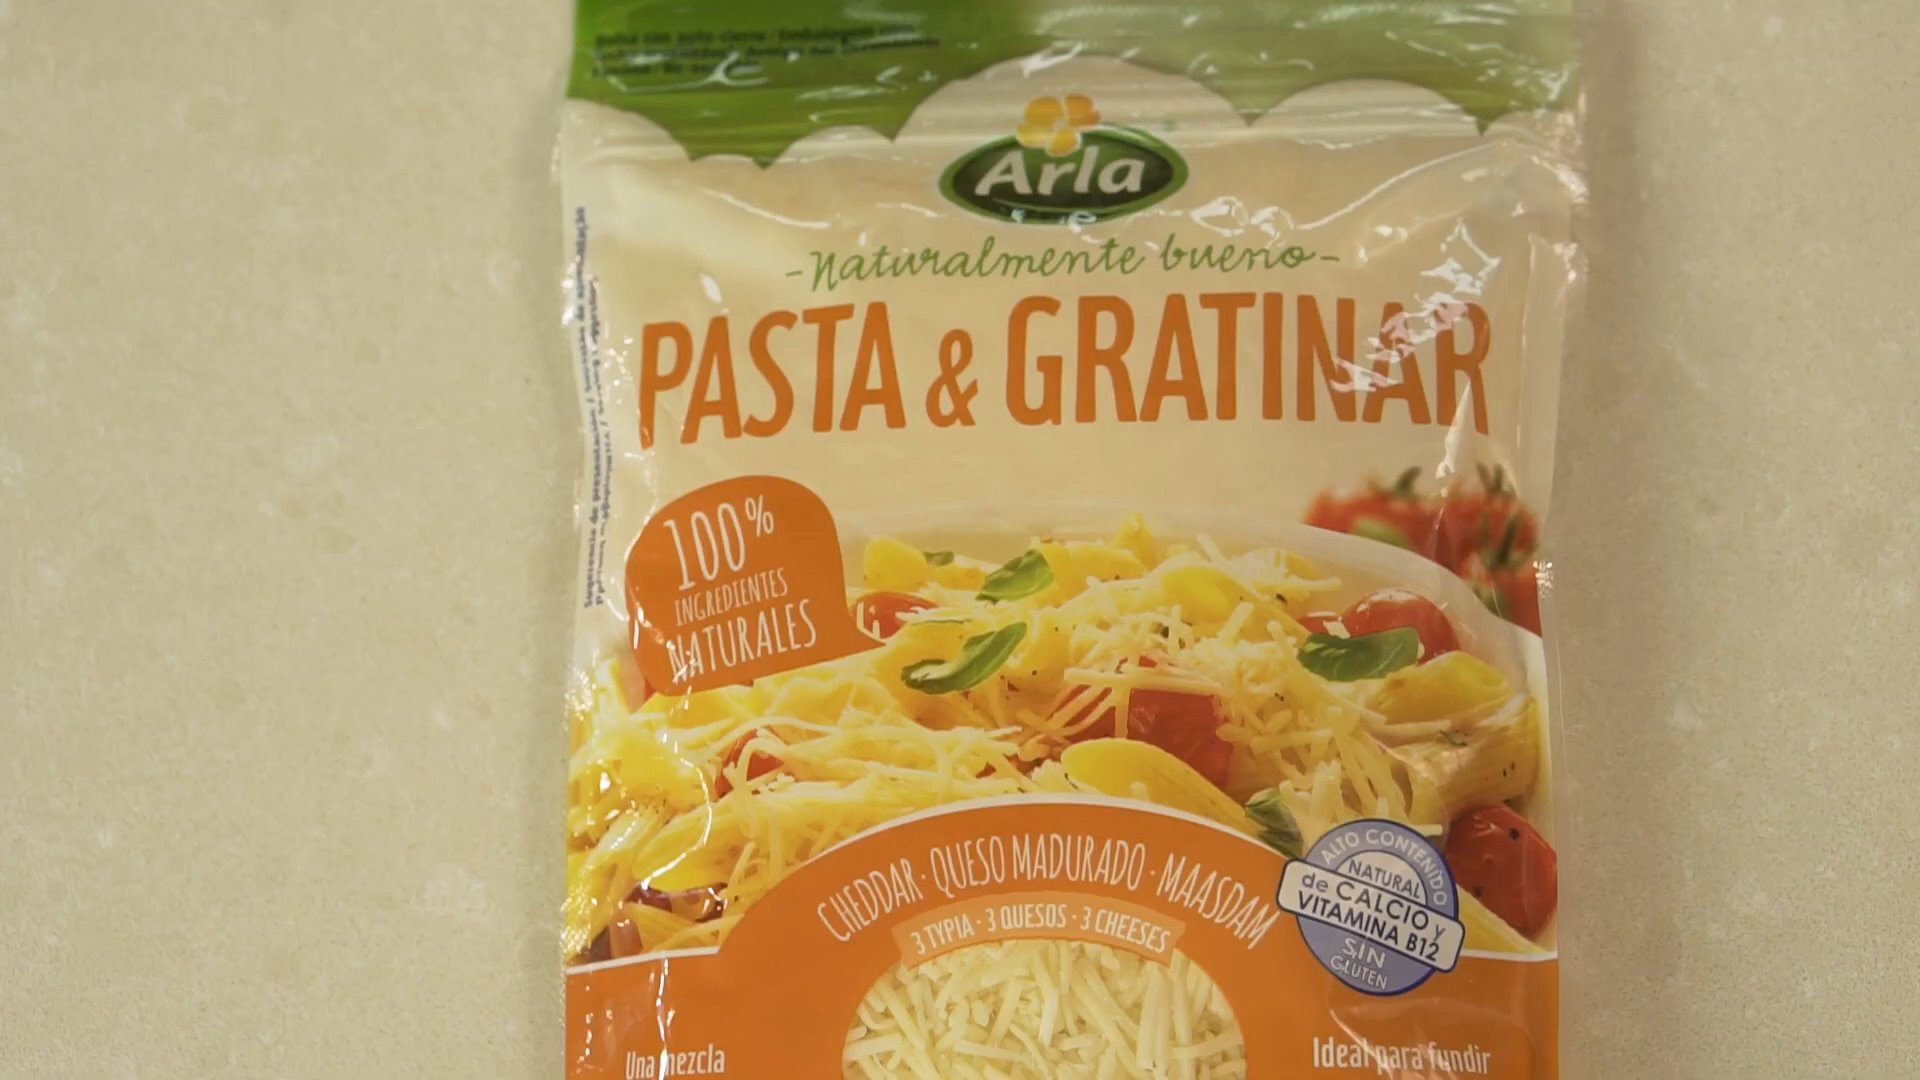 Arla
-Naturalmente bueno-
PASTA & GRATINAR
100%
INGREDIENTES
NATURALES
CHEDDAR · QUESO MADURADO · MAASDAM
3 ΤΥΡΙΑ · 3 QUESOS · 3 CHEESES
ALTO CONTENIDO
NATURAL
de CALCIO y
VITAMINA B12
SIN
GLUTEN
Una mezcla
Ideal para fundir